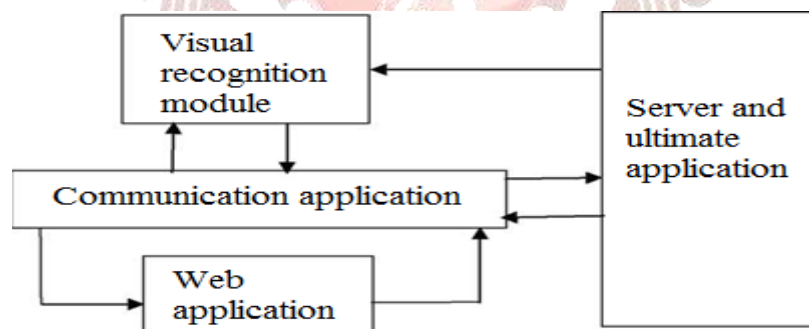 Visual
recognition
module
Server and
ultimate
application
Communication application
Web
application